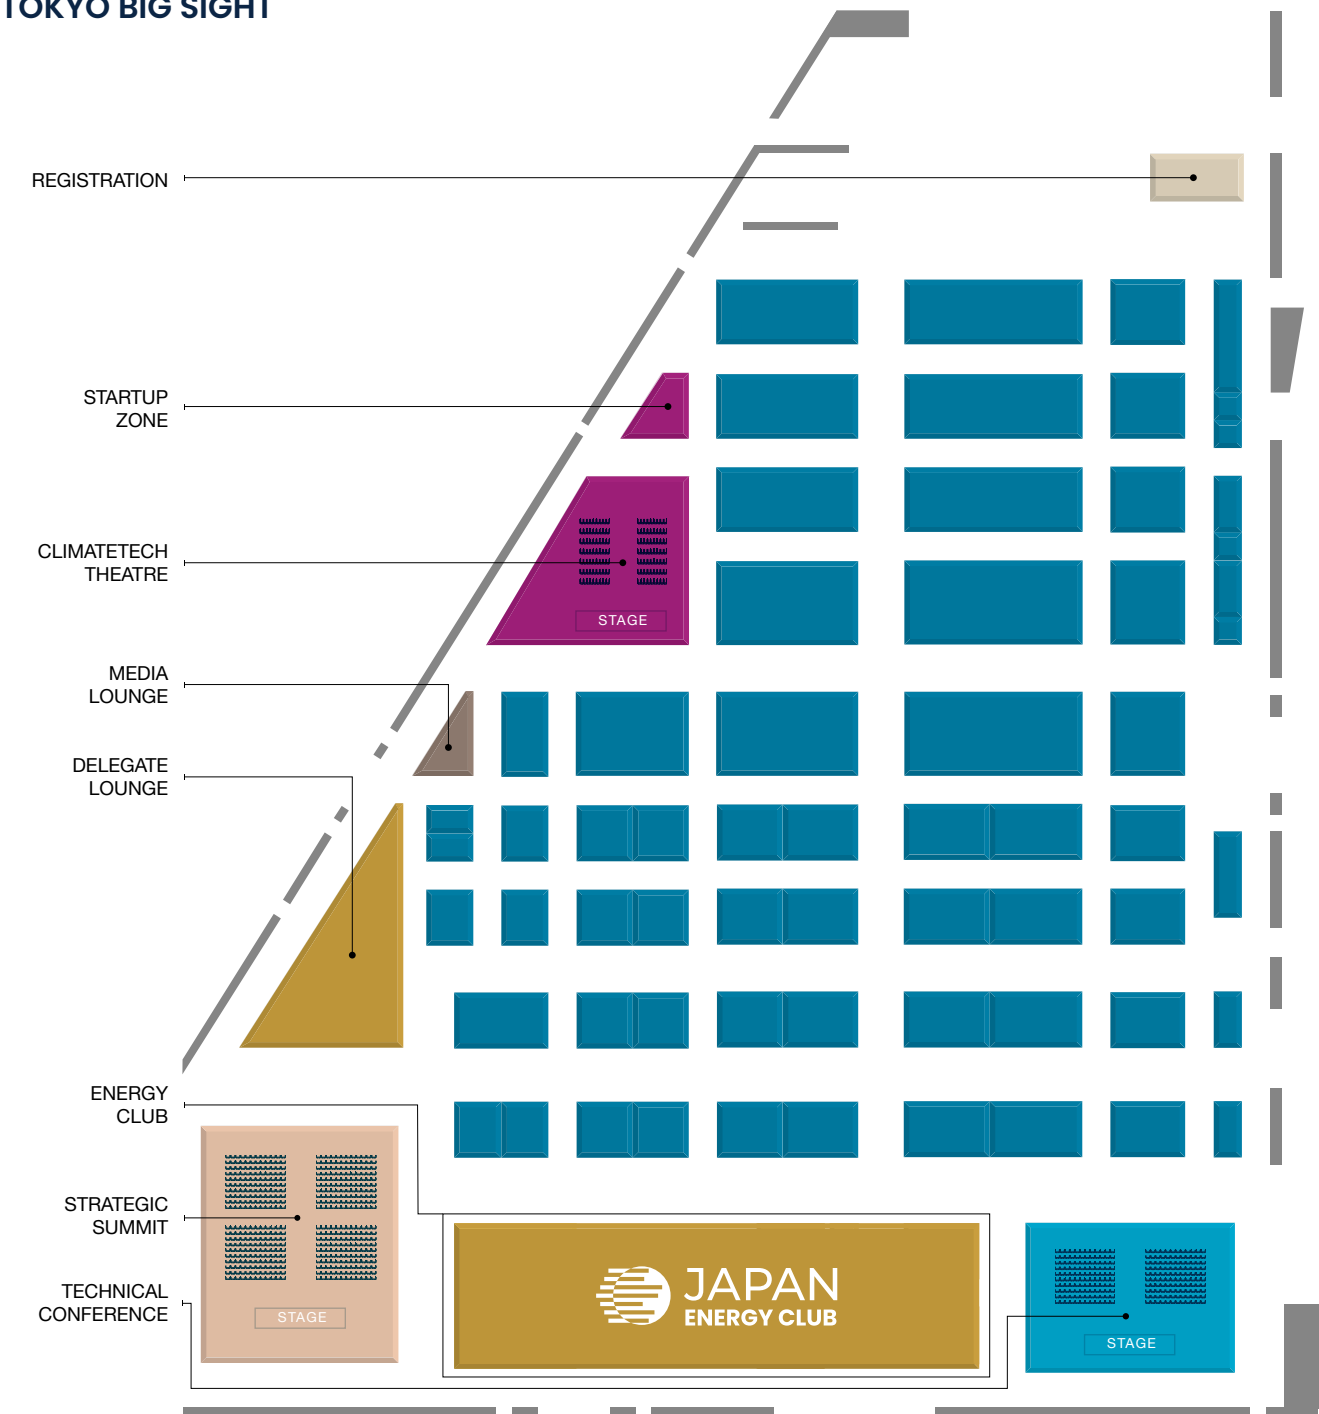 TOKYO BIG SIGHT
REGISTRATION
STARTUP
ZONE
CLIMATETECH
THEATRE
STAGE
MEDIA
LOUNGE
DELEGATE
LOUNGE
ENERGY
CLUB
STRATEGIC
SUMMIT
TECHNICAL
CONFERENCE
STAGE
JAPAN
ENERGY CLUB
STAGE